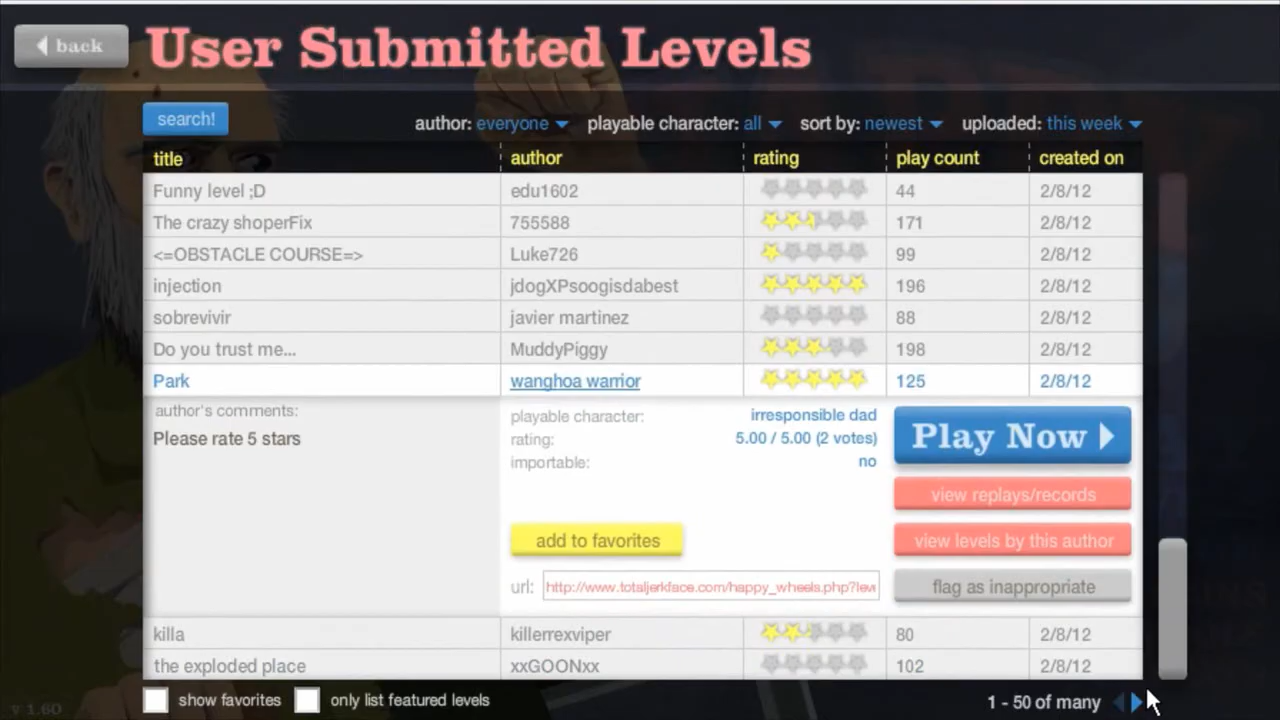 back
User Submitted Levels
search!
author: everyone playable character: all sort by: newest uploaded: this week
title author rating play count created on
Funny level ;D edu1602 44 2/8/12
The crazy shoperFix 755588 171 2/8/12
<=OBSTACLE COURSE=> Luke726 99 2/8/12
injection jdogXPsoogisdabest 196 2/8/12
sobrevivir javier martinez 88 2/8/12
Do you trust me... MuddyPiggy 198 2/8/12
Park wanghoa warrior 125 2/8/12
author's comments:
Please rate 5 stars
playable character: irresponsible dad
rating: 5.00 / 5.00 (2 votes)
importable: no
Play Now
view replays/records
add to favorites
view levels by this author
url: http://www.totaljerkface.com/happy_wheels.php?lev
flag as inappropriate
killa killerrexviper 80 2/8/12
the exploded place xxGOONxx 102 2/8/12
show favorites only list featured levels
1 - 50 of many
v 1.60